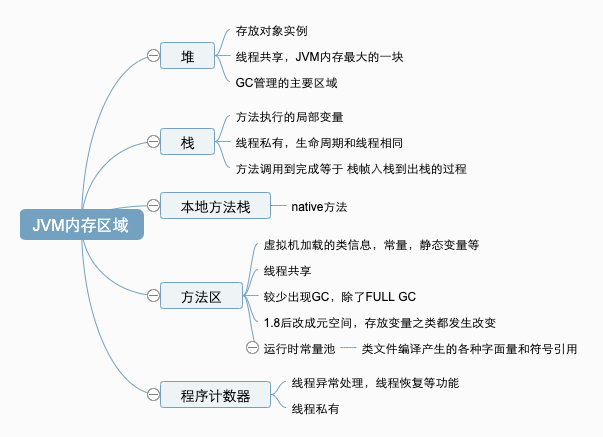 存放对象实例
堆
线程共享，JVM内存最大的一块
GC管理的主要区域
方法执行的局部变量
栈
线程私有，生命周期和线程相同
方法调用到完成等于 栈帧入栈到出栈的过程
本地方法栈
native方法
JVM内存区域
虚拟机加载的类信息，常量，静态变量等
线程共享
方法区
较少出现GC，除了FULL GC
1.8后改成元空间，存放变量之类都发生改变
运行时常量池
类文件编译产生的各种字面量和符号引用
线程异常处理，线程恢复等功能
程序计数器
线程私有